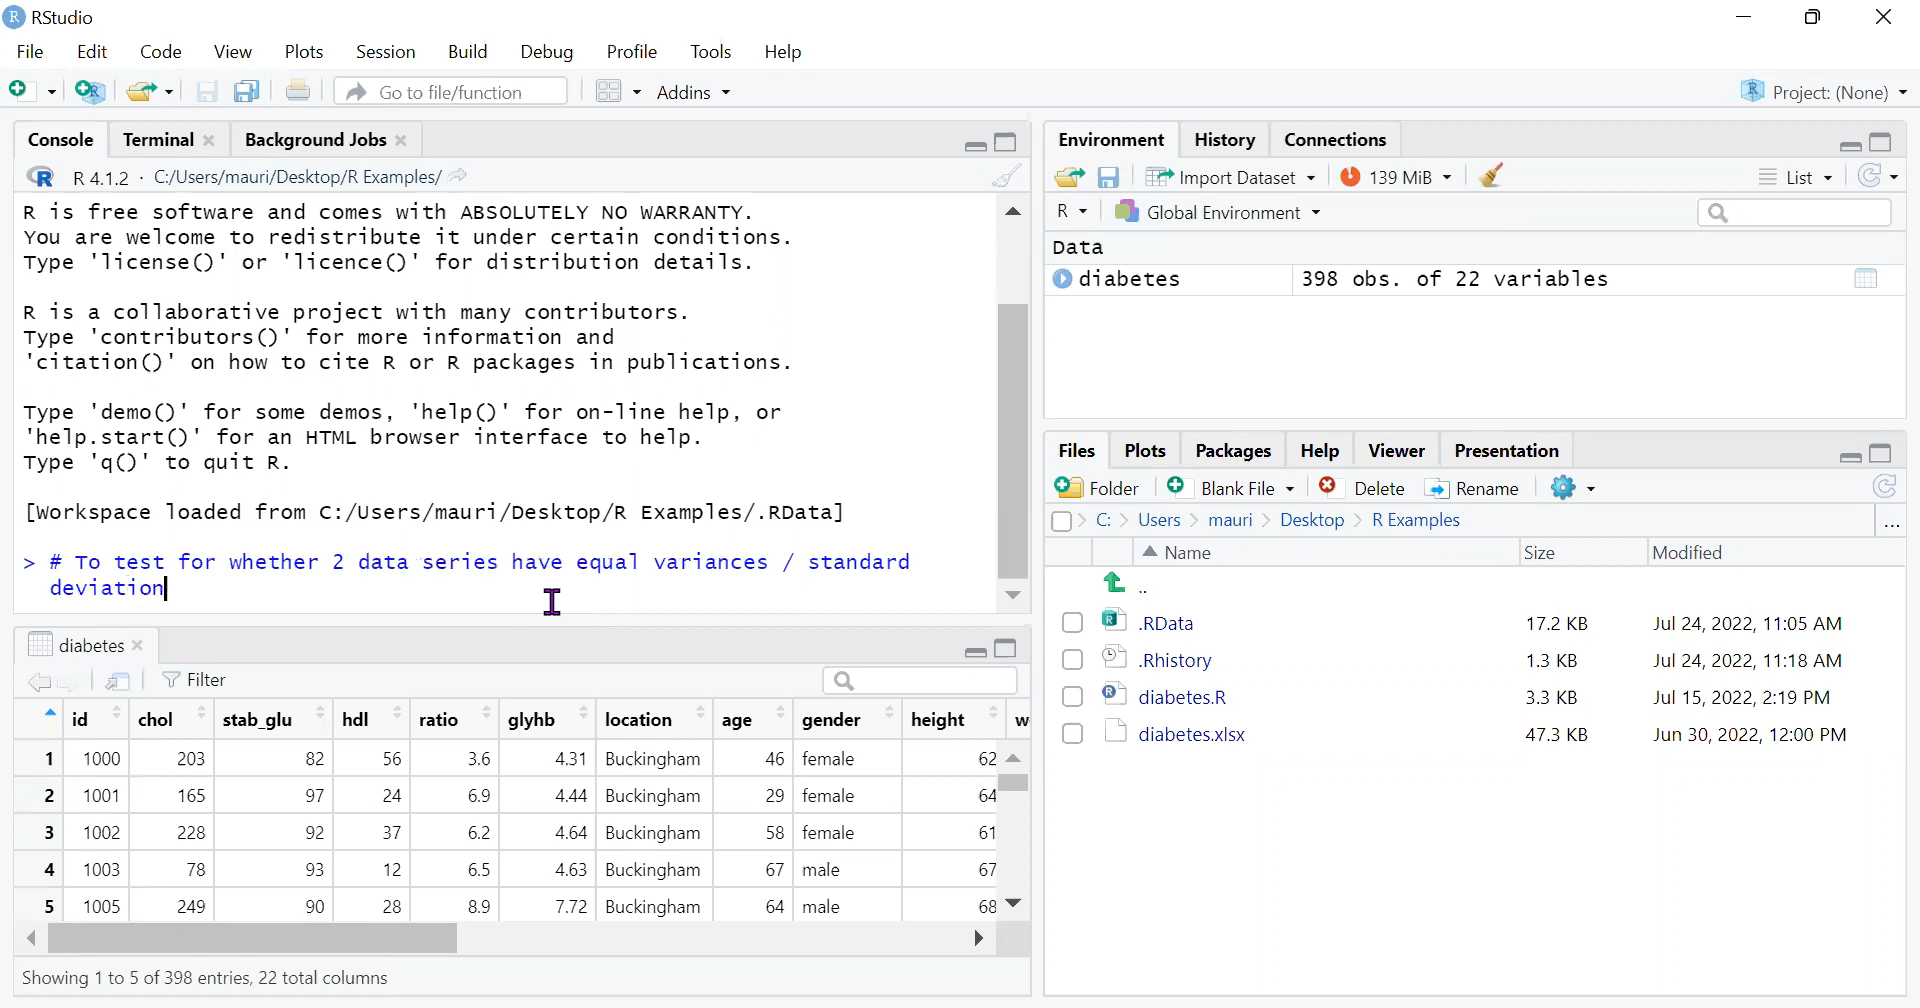 RStudio
File Edit Code View Plots Session Build Debug Profile Tools Help
Go to file/function Addins Project: (None)
Console Terminal Background Jobs
R 4.1.2 · C:/Users/mauri/Desktop/R Examples/
R is free software and comes with ABSOLUTELY NO WARRANTY.
You are welcome to redistribute it under certain conditions.
Type 'license()' or 'licence()' for distribution details.
R is a collaborative project with many contributors.
Type 'contributors()' for more information and
'citation()' on how to cite R or R packages in publications.
Type 'demo()' for some demos, 'help()' for on-line help, or
'help.start()' for an HTML browser interface to help.
Type 'q()' to quit R.
[Workspace loaded from C:/Users/mauri/Desktop/R Examples/.RData]
> # To test for whether 2 data series have equal variances / standard
deviation
diabetes
Filter
id chol stab_glu hdl ratio glyhb location age gender height w
1 1000 203 82 56 3.6 4.31 Buckingham 46 female 62
2 1001 165 97 24 6.9 4.44 Buckingham 29 female 64
3 1002 228 92 37 6.2 4.64 Buckingham 58 female 61
4 1003 78 93 12 6.5 4.63 Buckingham 67 male 67
5 1005 249 90 28 8.9 7.72 Buckingham 64 male 68
Showing 1 to 5 of 398 entries, 22 total columns
Environment History Connections
Import Dataset 139 MiB List
R Global Environment
Data
diabetes 398 obs. of 22 variables
Files Plots Packages Help Viewer Presentation
Folder Blank File Delete Rename
C: > Users > mauri > Desktop > R Examples ...
Name Size Modified
..
.RData 17.2 KB Jul 24, 2022, 11:05 AM
.Rhistory 1.3 KB Jul 24, 2022, 11:18 AM
diabetes.R 3.3 KB Jul 15, 2022, 2:19 PM
diabetes.xlsx 47.3 KB Jun 30, 2022, 12:00 PM